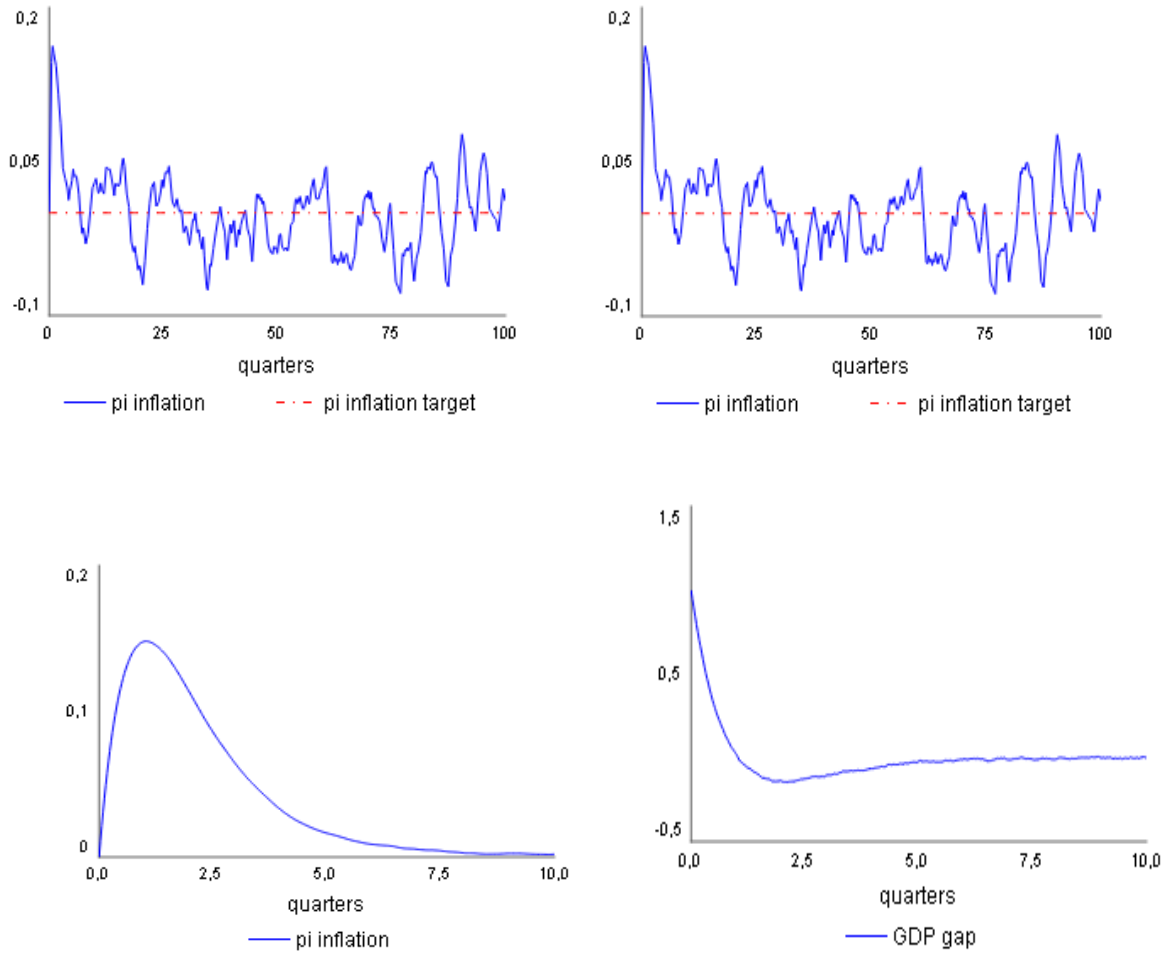 0,2
0,05
-0,1
0 25 50 75 100
quarters
pi inflation pi inflation target
0,2
0,05
-0,1
0 25 50 75 100
quarters
pi inflation pi inflation target
0,2
0,1
0
0,0 2,5 5,0 7,5 10,0
quarters
pi inflation
1,5
0,5
-0,5
0,0 2,5 5,0 7,5 10,0
quarters
GDP gap